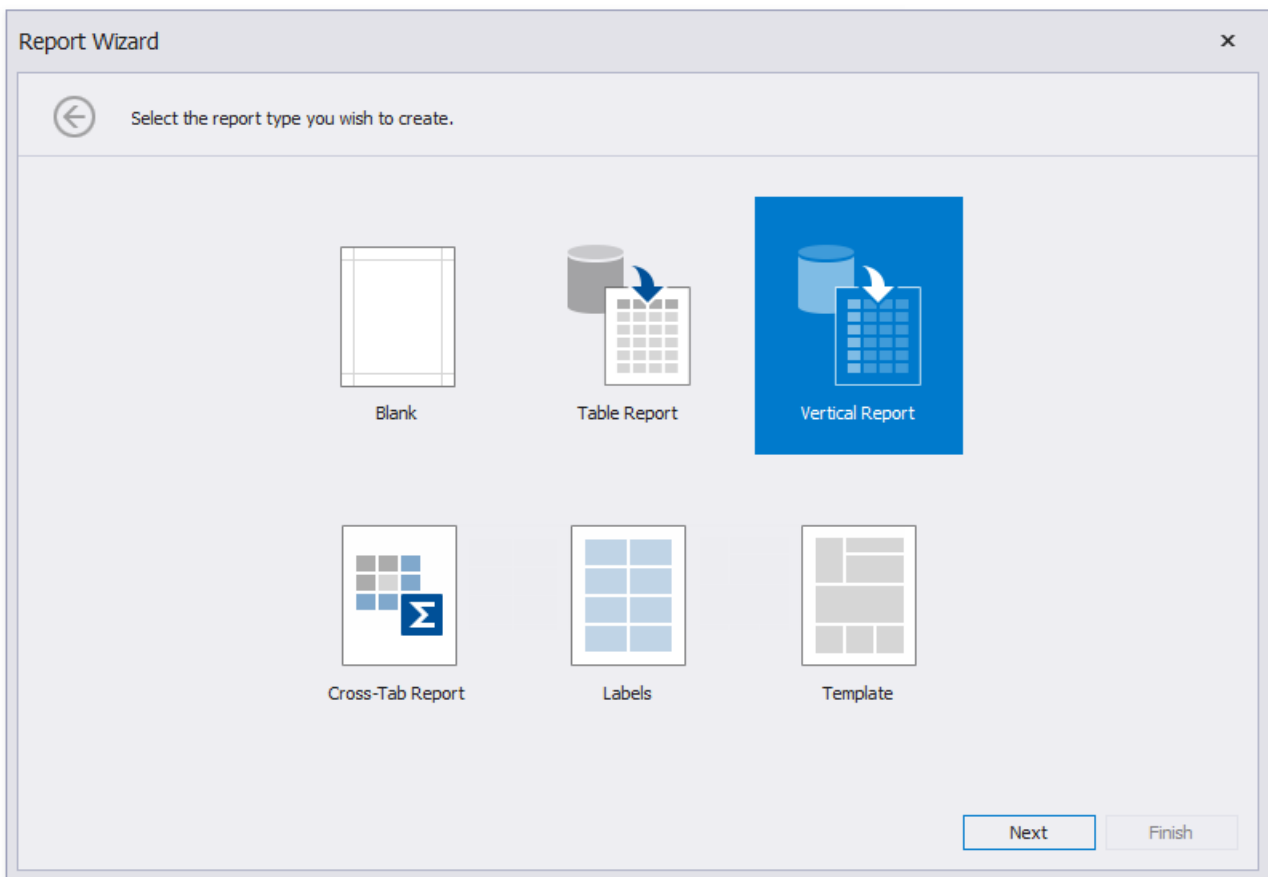 Report Wizard
Select the report type you wish to create.
Blank
Table Report
Vertical Report
Cross-Tab Report
Labels
Template
Next
Finish